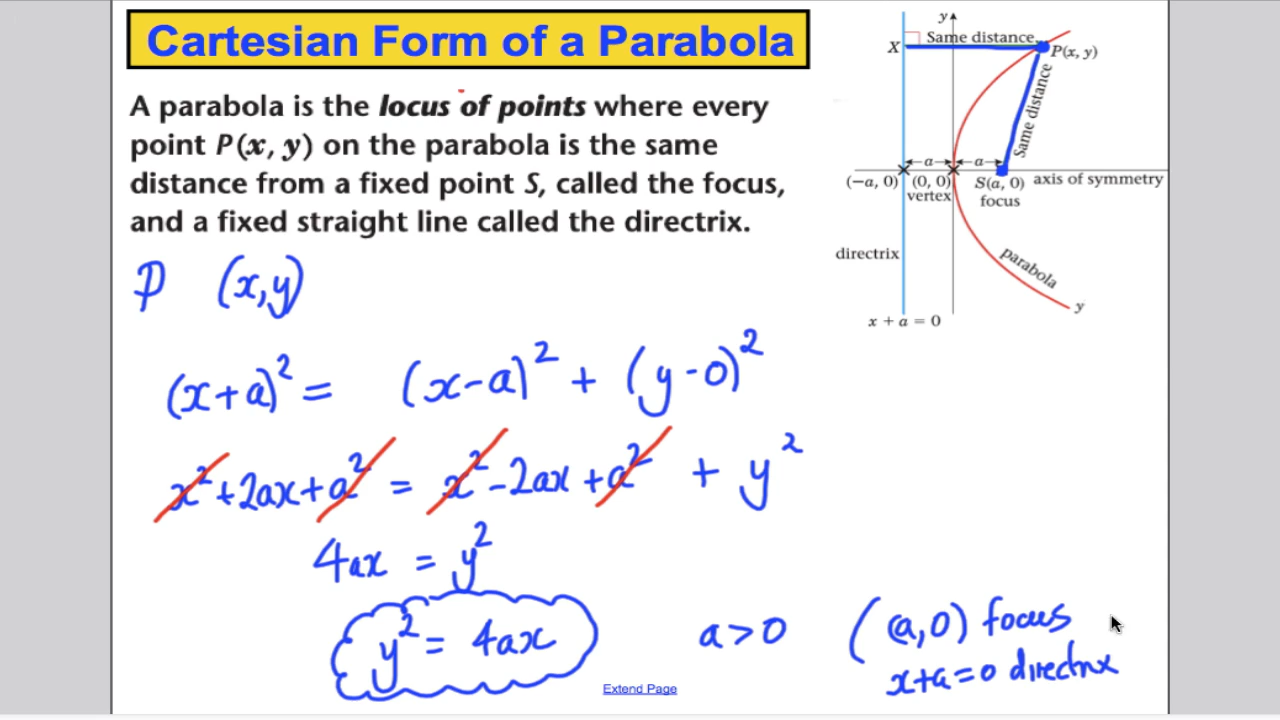 Cartesian Form of a Parabola
A parabola is the locus of points where every
point P(x, y) on the parabola is the same
distance from a fixed point S, called the focus,
and a fixed straight line called the directrix.
y
X
Same distance
P(x, y)
Same distance
a
a
(−a, 0)
(0, 0)
vertex
S(a, 0)
focus
axis of symmetry
directrix
parabola
y
x + a = 0
P (x,y)
(x+a)² = (x-a)² + (y-0)²
x²+2ax+a² = x²-2ax+a² + y²
4ax = y²
y² = 4ax
a>0
(a,0) focus
x+a=0 directrix
Extend Page